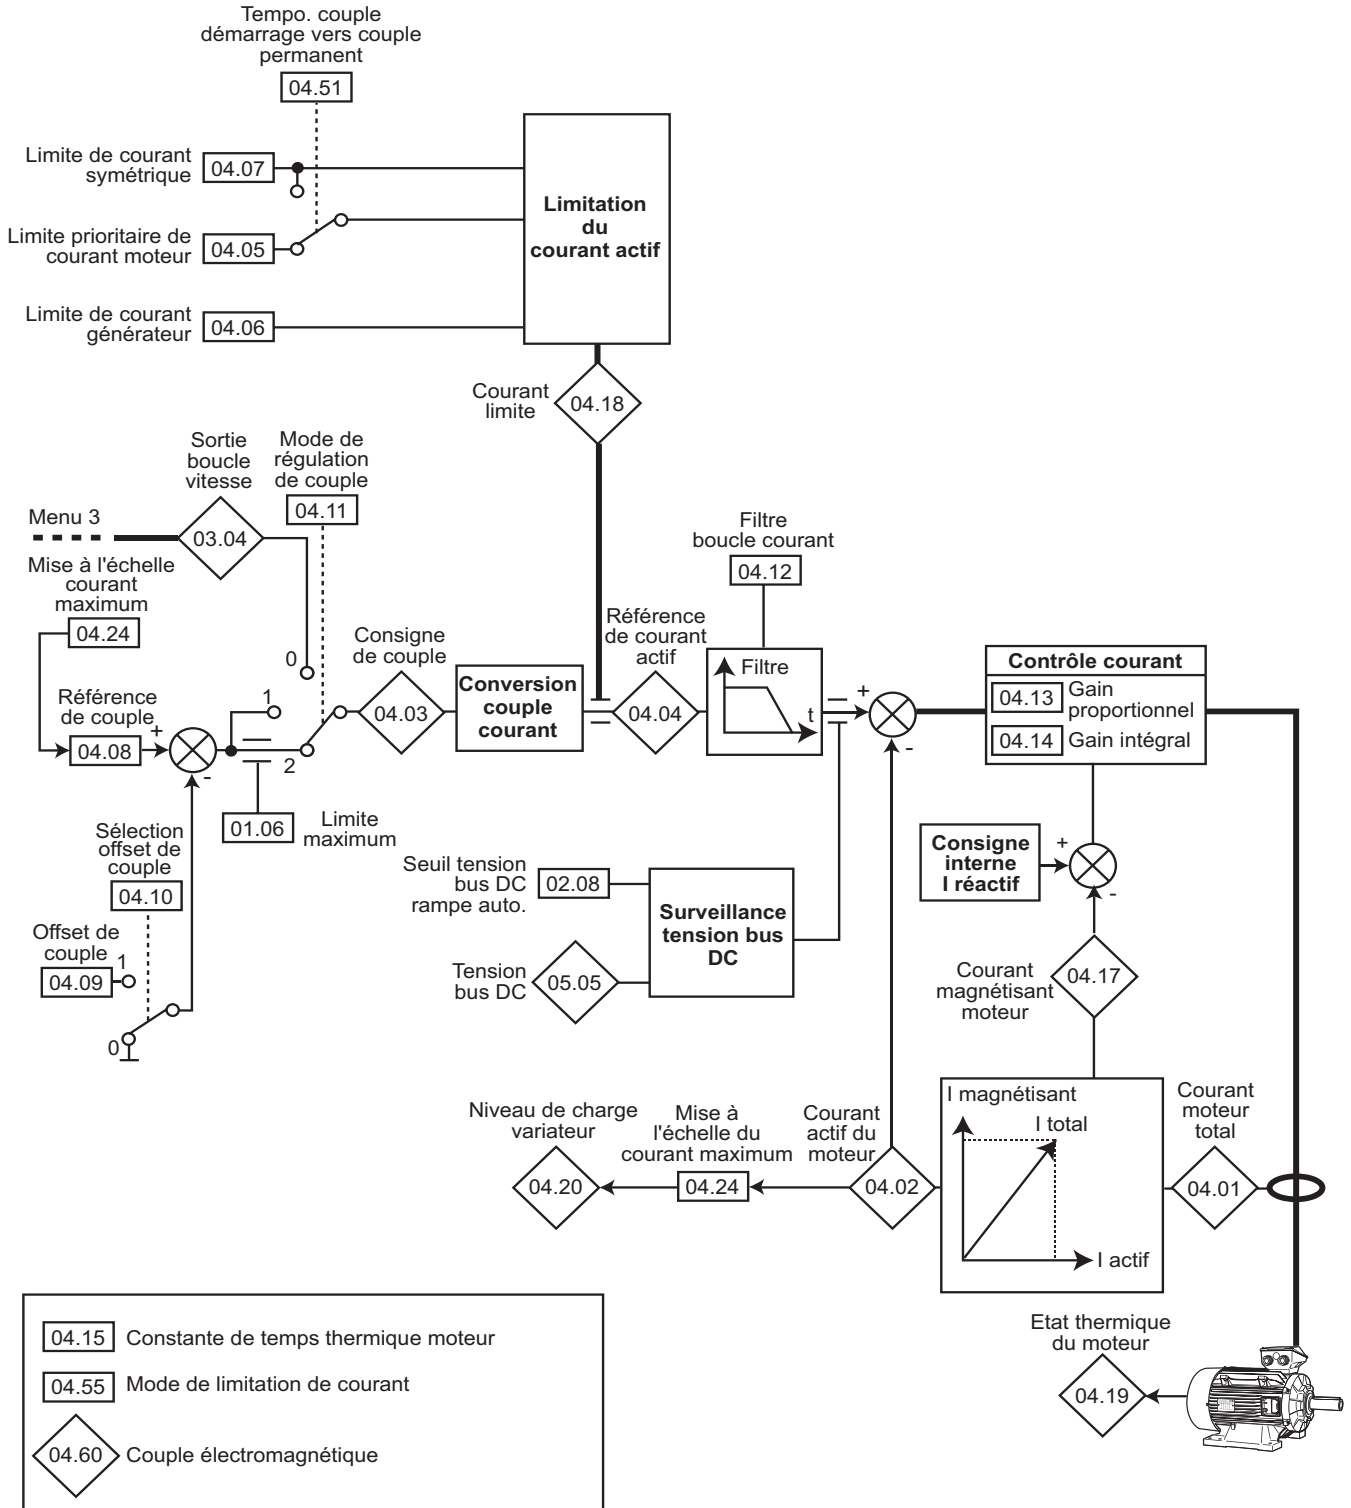 Tempo. couple
démarrage vers couple
permanent
04.51
Limite de courant
symétrique
04.07
Limite prioritaire de
courant moteur
04.05
Limite de courant
générateur
04.06
Limitation
du
courant actif
Courant
limite
04.18
Sortie
boucle
vitesse
03.04
Mode de
régulation
de couple
04.11
Menu 3
Mise à l'échelle
courant
maximum
04.24
Référence
de couple
04.08
+
-
0
1
2
01.06
Limite
maximum
Consigne
de couple
04.03
Conversion
couple
courant
Référence
de courant
actif
04.04
Filtre
boucle courant
04.12
Filtre
t
+
-
Contrôle courant
04.13
Gain
proportionnel
04.14
Gain intégral
Consigne
interne
I réactif
+
-
Sélection
offset de
couple
04.10
Offset de
couple
04.09
1
0
Seuil tension
bus DC
rampe auto.
02.08
Tension
bus DC
05.05
Surveillance
tension bus
DC
Courant
magnétisant
moteur
04.17
Niveau de charge
variateur
04.20
Mise à
l'échelle du
courant maximum
04.24
Courant
actif du
moteur
04.02
I magnétisant
I total
I actif
Courant
moteur
total
04.01
Etat thermique
du moteur
04.19
04.15 Constante de temps thermique moteur
04.55 Mode de limitation de courant
04.60 Couple électromagnétique